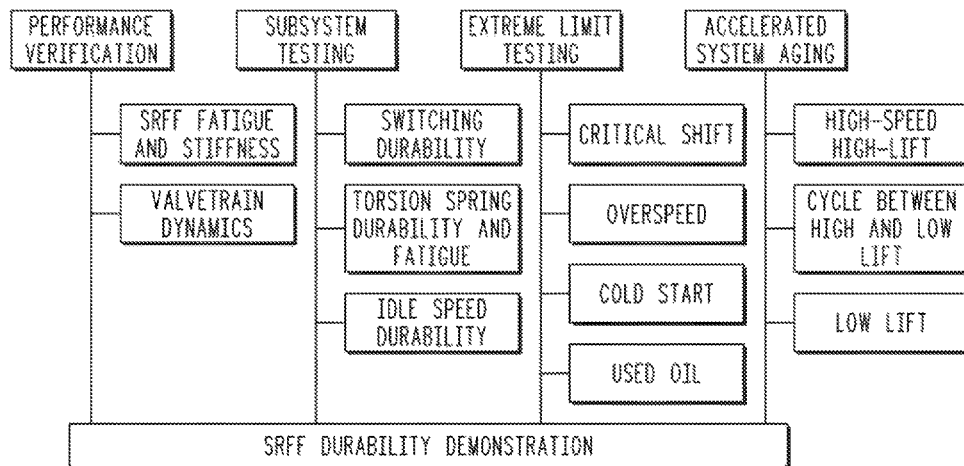 PERFORMANCE
VERIFICATION
SRFF FATIGUE
AND STIFFNESS
VALVETRAIN
DYNAMICS
SUBSYSTEM
TESTING
SWITCHING
DURABILITY
TORSION SPRING
DURABILITY AND
FATIGUE
IDLE SPEED
DURABILITY
EXTREME LIMIT
TESTING
CRITICAL SHIFT
OVERSPEED
COLD START
USED OIL
ACCELERATED
SYSTEM AGING
HIGH-SPEED
HIGH-LIFT
CYCLE BETWEEN
HIGH AND LOW
LIFT
LOW LIFT
SRFF DURABILITY DEMONSTRATION